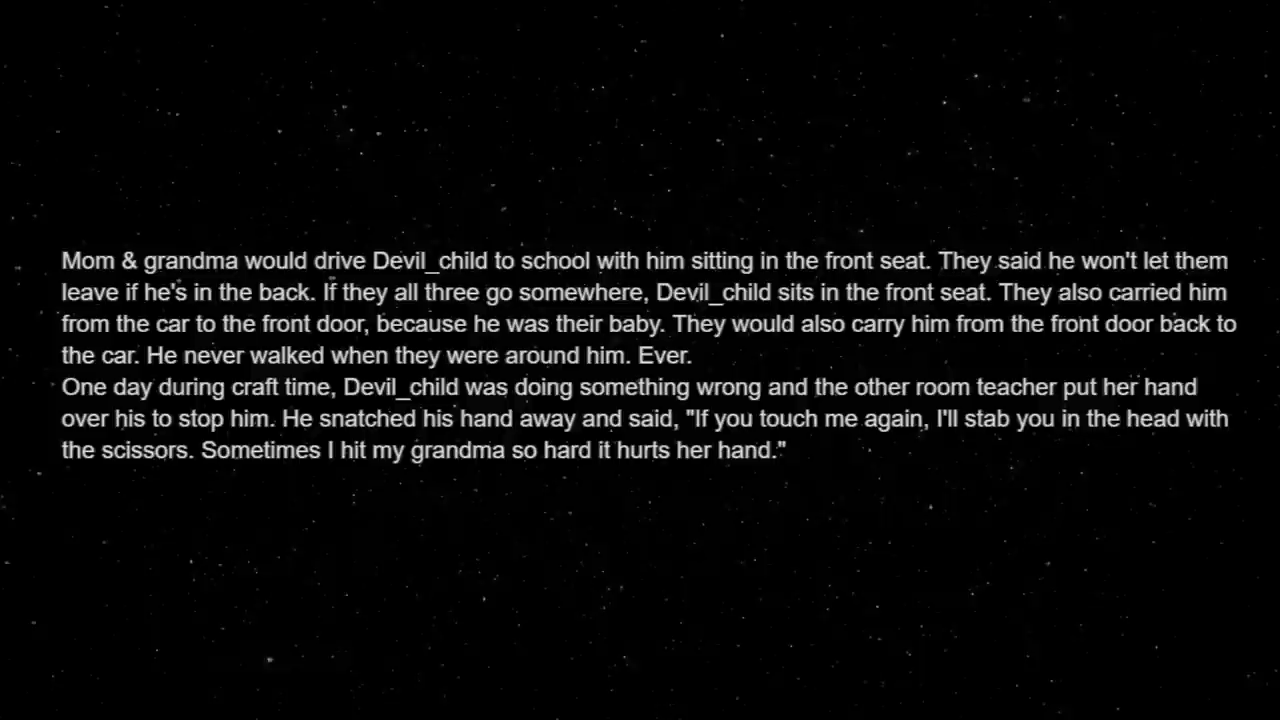 Mom & grandma would drive Devil_child to school with him sitting in the front seat. They said he won't let them
leave if he's in the back. If they all three go somewhere, Devil_child sits in the front seat. They also carried him
from the car to the front door, because he was their baby. They would also carry him from the front door back to
the car. He never walked when they were around him. Ever.
One day during craft time, Devil_child was doing something wrong and the other room teacher put her hand
over his to stop him. He snatched his hand away and said, "If you touch me again, I'll stab you in the head with
the scissors. Sometimes I hit my grandma so hard it hurts her hand."